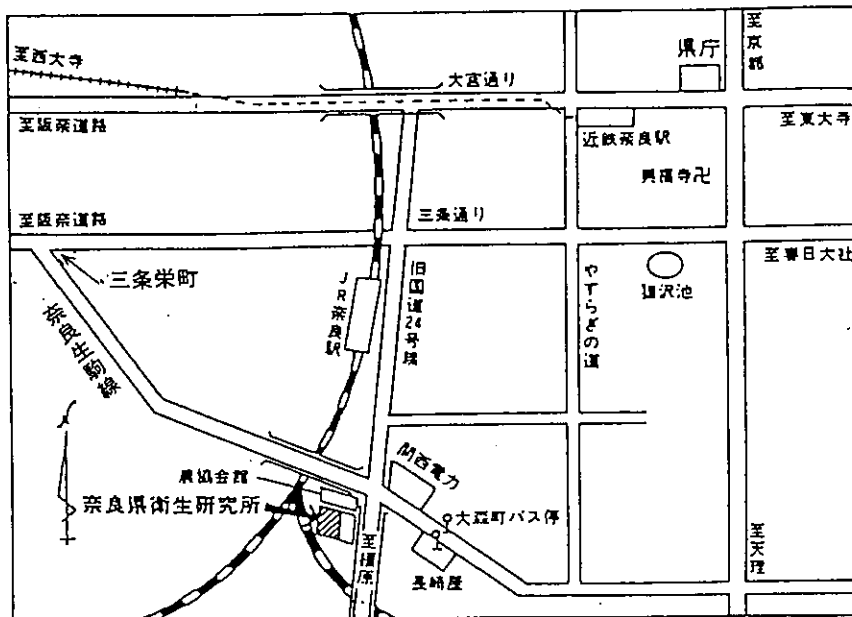 至西大寺
大宮通り
県庁
至京都
至阪奈道路
近鉄奈良駅
至東大寺
興福寺卍
至阪奈道路
三条通り
至春日大社
三条栄町
JR奈良駅
旧国道24号線
やすらぎの道
猿沢池
奈良生駒線
関西電力
農協会館
奈良県衛生研究所
大森町バス停
至橿原
長崎屋
至天理